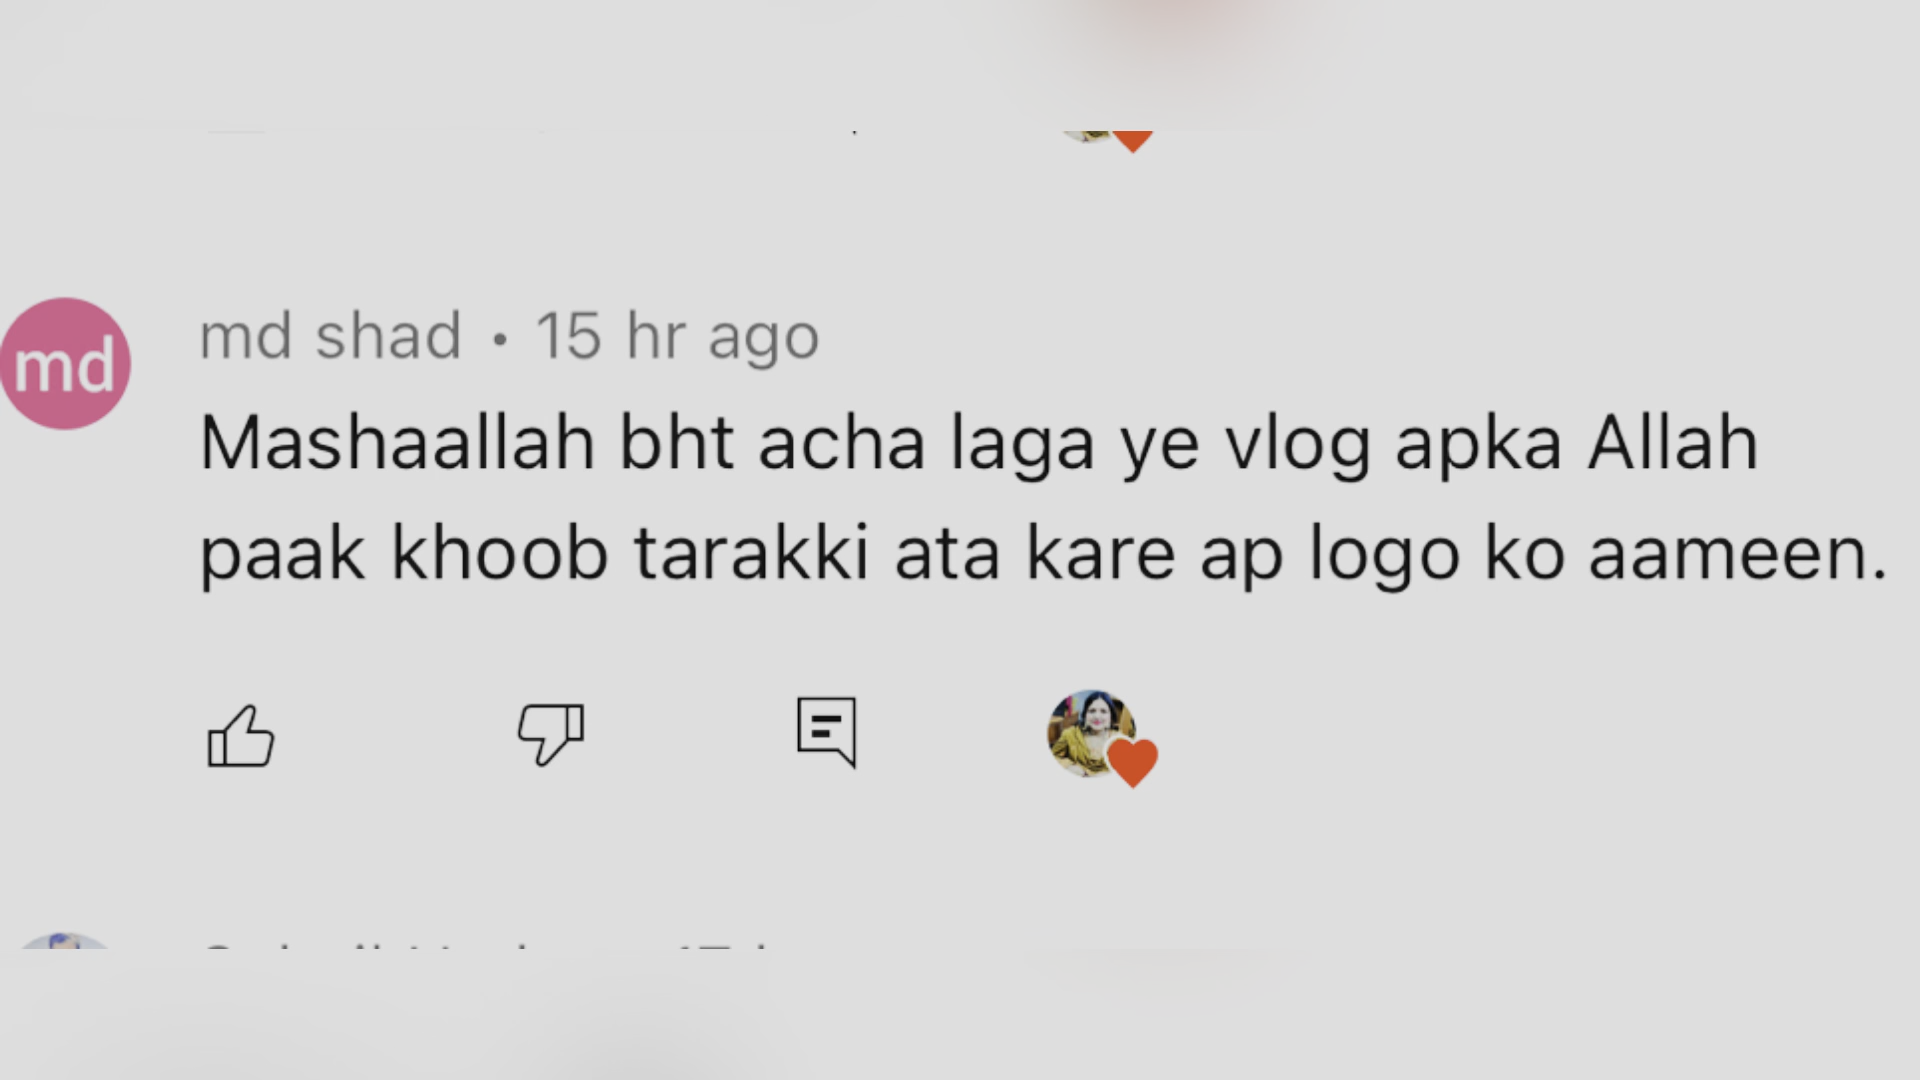 md
md shad • 15 hr ago
Mashaallah bht acha laga ye vlog apka Allah
paak khoob tarakki ata kare ap logo ko aameen.